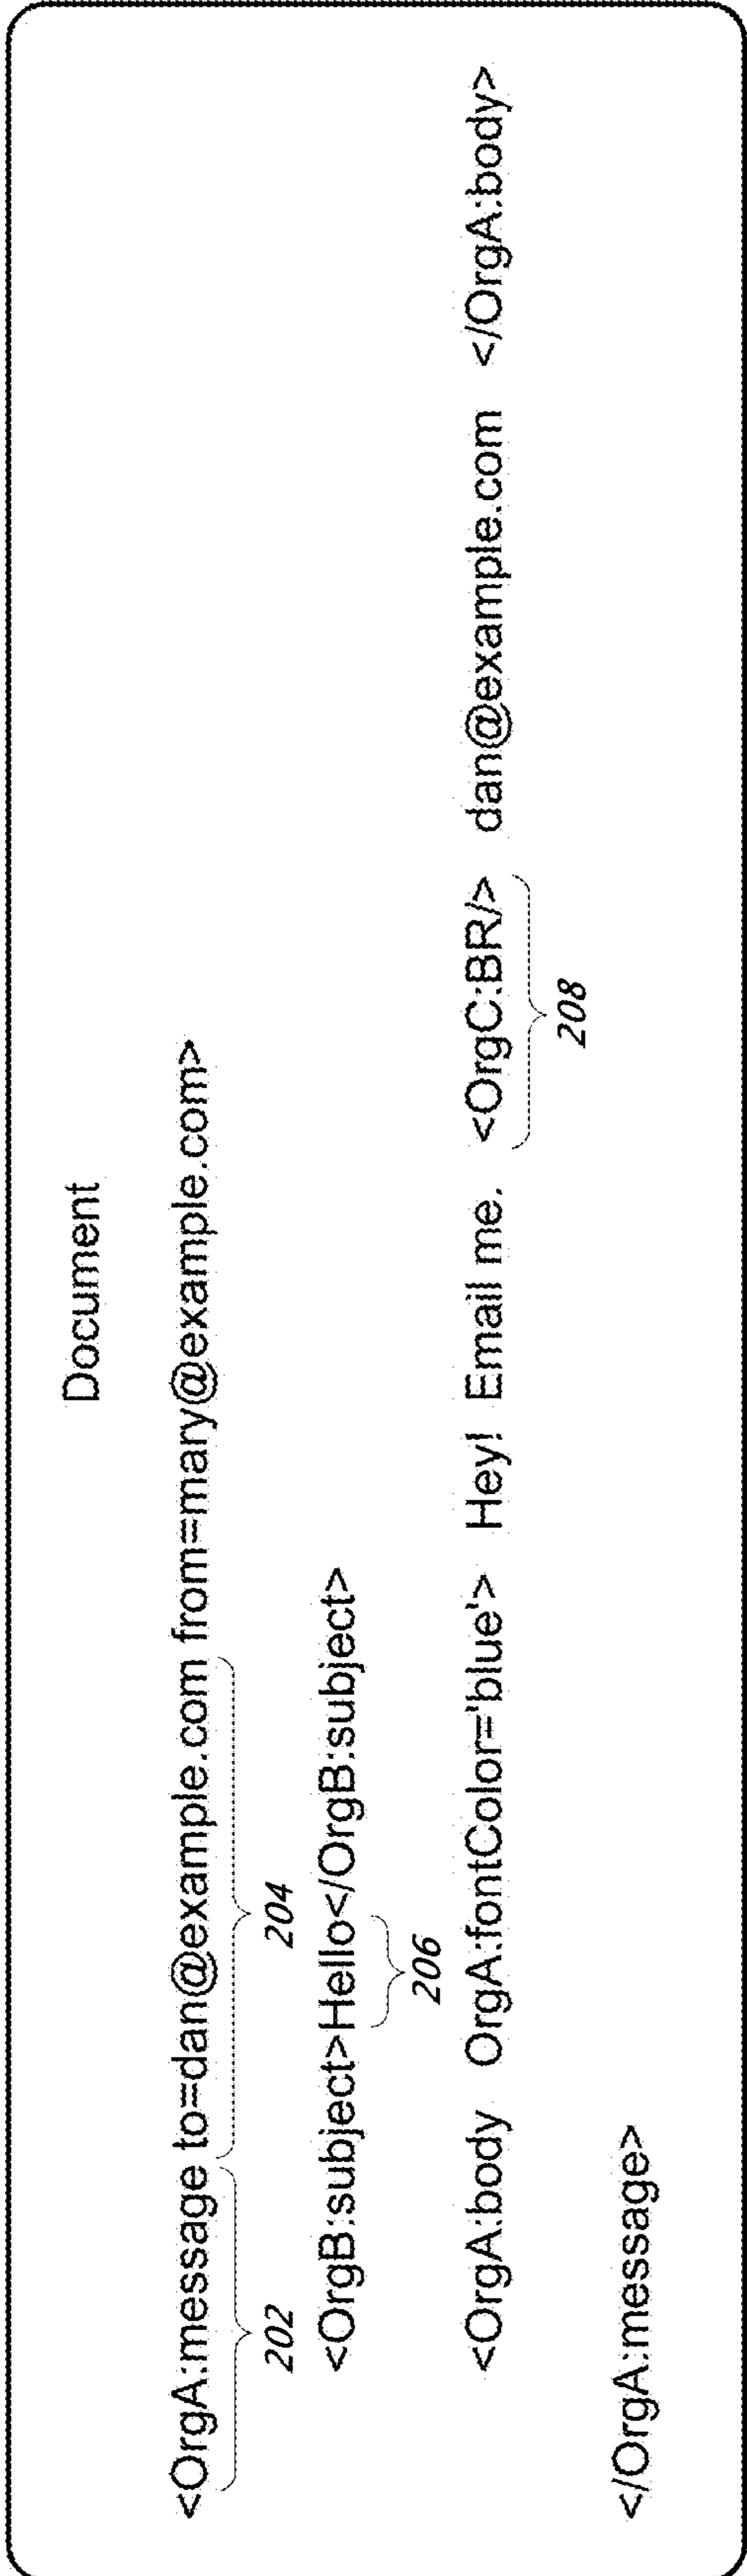 Document
<OrgA:message to=dan@example.com from=mary@example.com>
202 204
<OrgB:subject>Hello</OrgB:subject>
206
<OrgA:body OrgA:fontColor='blue'> Hey! Email me. <OrgC:BR/> dan@example.com </OrgA:body>
208
</OrgA:message>